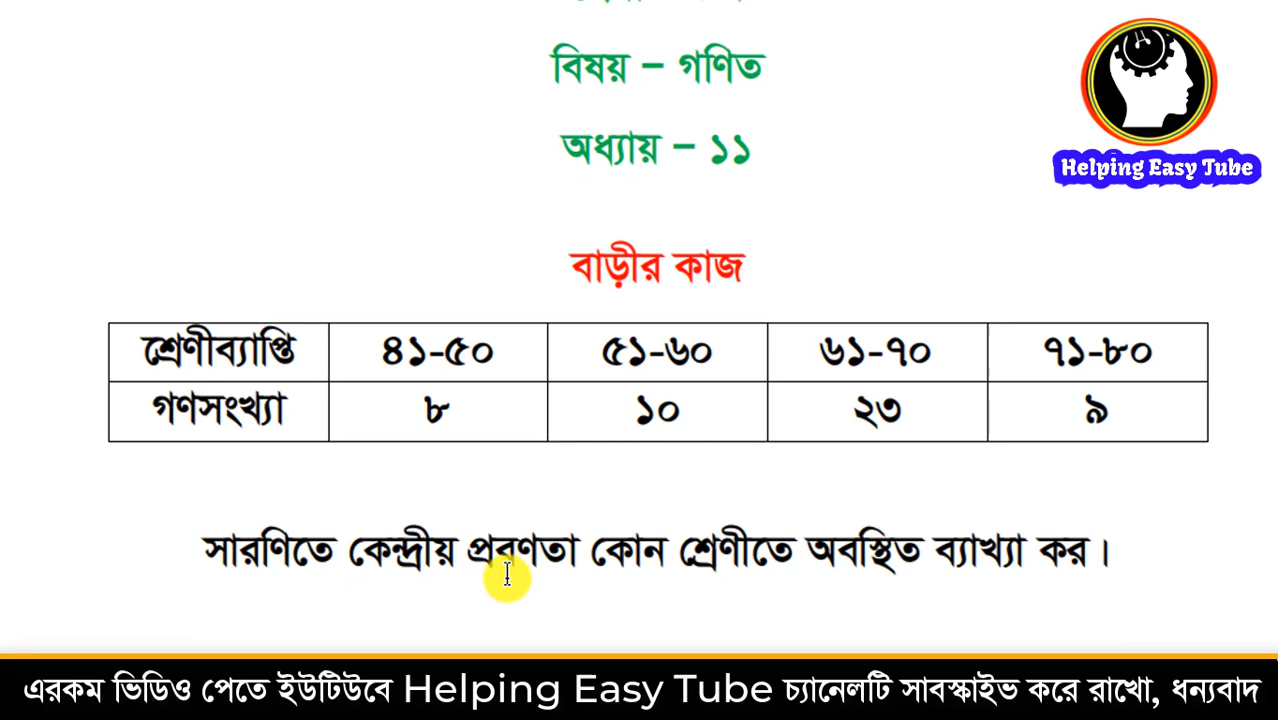 বিষয় – গণিত
অধ্যায় – ১১
Helping Easy Tube
বাড়ীর কাজ
শ্রেণীব্যাপ্তি ৪১-৫০ ৫১-৬০ ৬১-৭০ ৭১-৮০
গণসংখ্যা ৮ ১০ ২৩ ৯
সারণিতে কেন্দ্রীয় প্রবণতা কোন শ্রেণীতে অবস্থিত ব্যাখ্যা কর।
এরকম ভিডিও পেতে ইউটিউবে Helping Easy Tube চ্যানেলটি সাবস্কাইভ করে রাখো, ধন্যবাদ